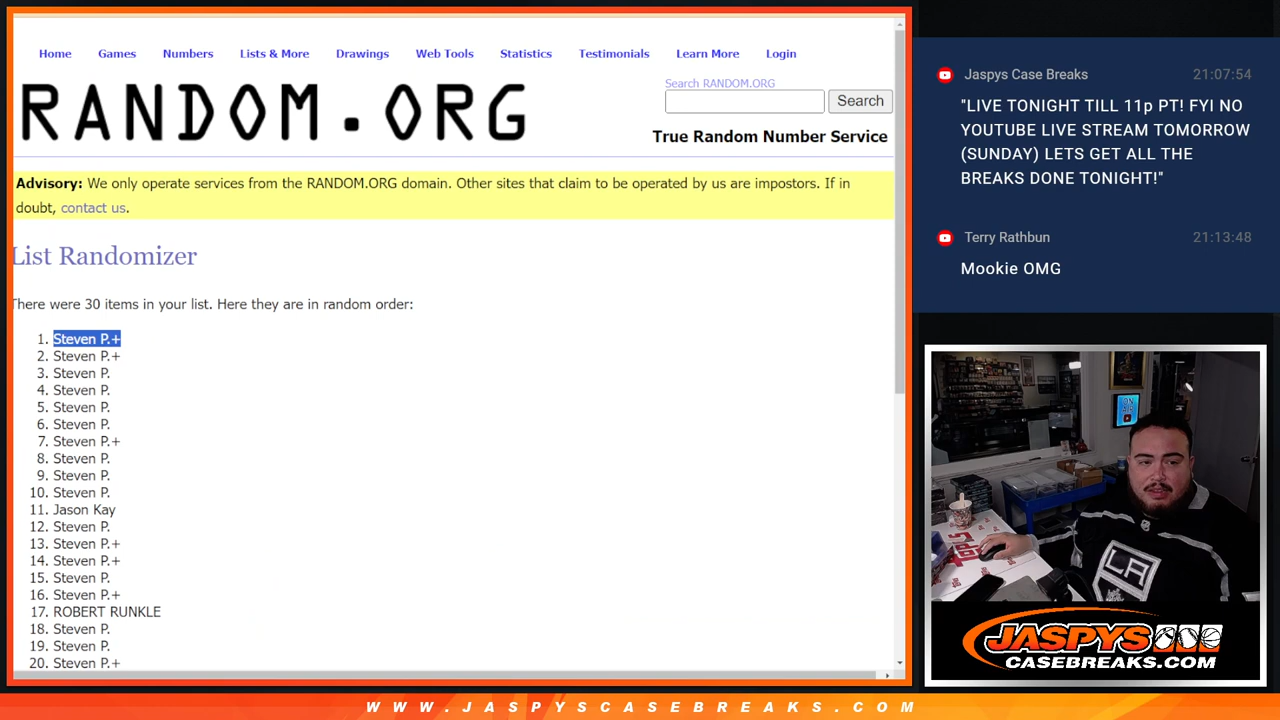 Home Games Numbers Lists & More Drawings Web Tools Statistics Testimonials Learn More Login
RANDOM.ORG
Search RANDOM.ORG
Search
True Random Number Service
Advisory: We only operate services from the RANDOM.ORG domain. Other sites that claim to be operated by us are impostors. If in
doubt, contact us.
List Randomizer
There were 30 items in your list. Here they are in random order:
1. Steven P.+
2. Steven P.+
3. Steven P.
4. Steven P.
5. Steven P.
6. Steven P.
7. Steven P.+
8. Steven P.
9. Steven P.
10. Steven P.
11. Jason Kay
12. Steven P.
13. Steven P.+
14. Steven P.+
15. Steven P.
16. Steven P.+
17. ROBERT RUNKLE
18. Steven P.
19. Steven P.
20. Steven P.+
Jaspys Case Breaks 21:07:54
"LIVE TONIGHT TILL 11p PT! FYI NO
YOUTUBE LIVE STREAM TOMORROW
(SUNDAY) LETS GET ALL THE
BREAKS DONE TONIGHT!"
Terry Rathbun 21:13:48
Mookie OMG
ON
AIR
LA
JASPYS
CASEBREAKS.COM
WWW.JASPYSCASEBREAKS.COM